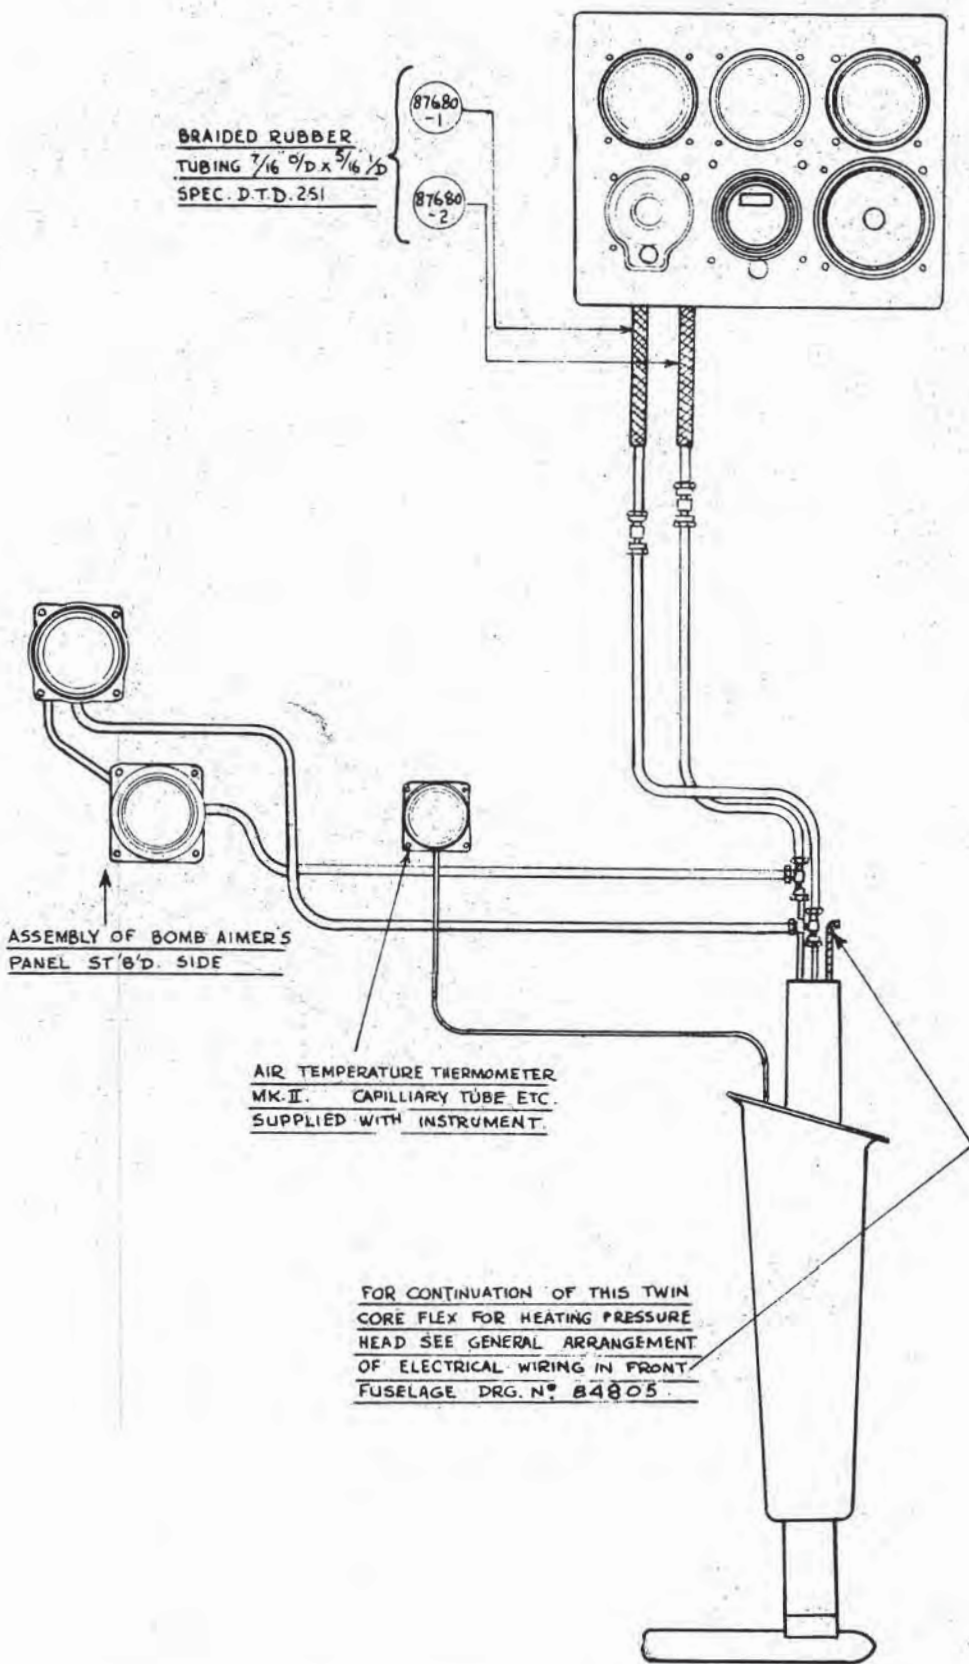 87680
-1
BRAIDED RUBBER
TUBING 7/16" O/D x 5/16" I/D
SPEC. D.T.D. 251
87680
-2
ASSEMBLY OF BOMB AIMER'S
PANEL ST'B'D. SIDE
AIR TEMPERATURE THERMOMETER
MK. II. CAPILLIARY TUBE ETC.
SUPPLIED WITH INSTRUMENT.
FOR CONTINUATION OF THIS TWIN
CORE FLEX FOR HEATING PRESSURE
HEAD SEE GENERAL ARRANGEMENT
OF ELECTRICAL WIRING IN FRONT
FUSELAGE DRG. Nº 84805.